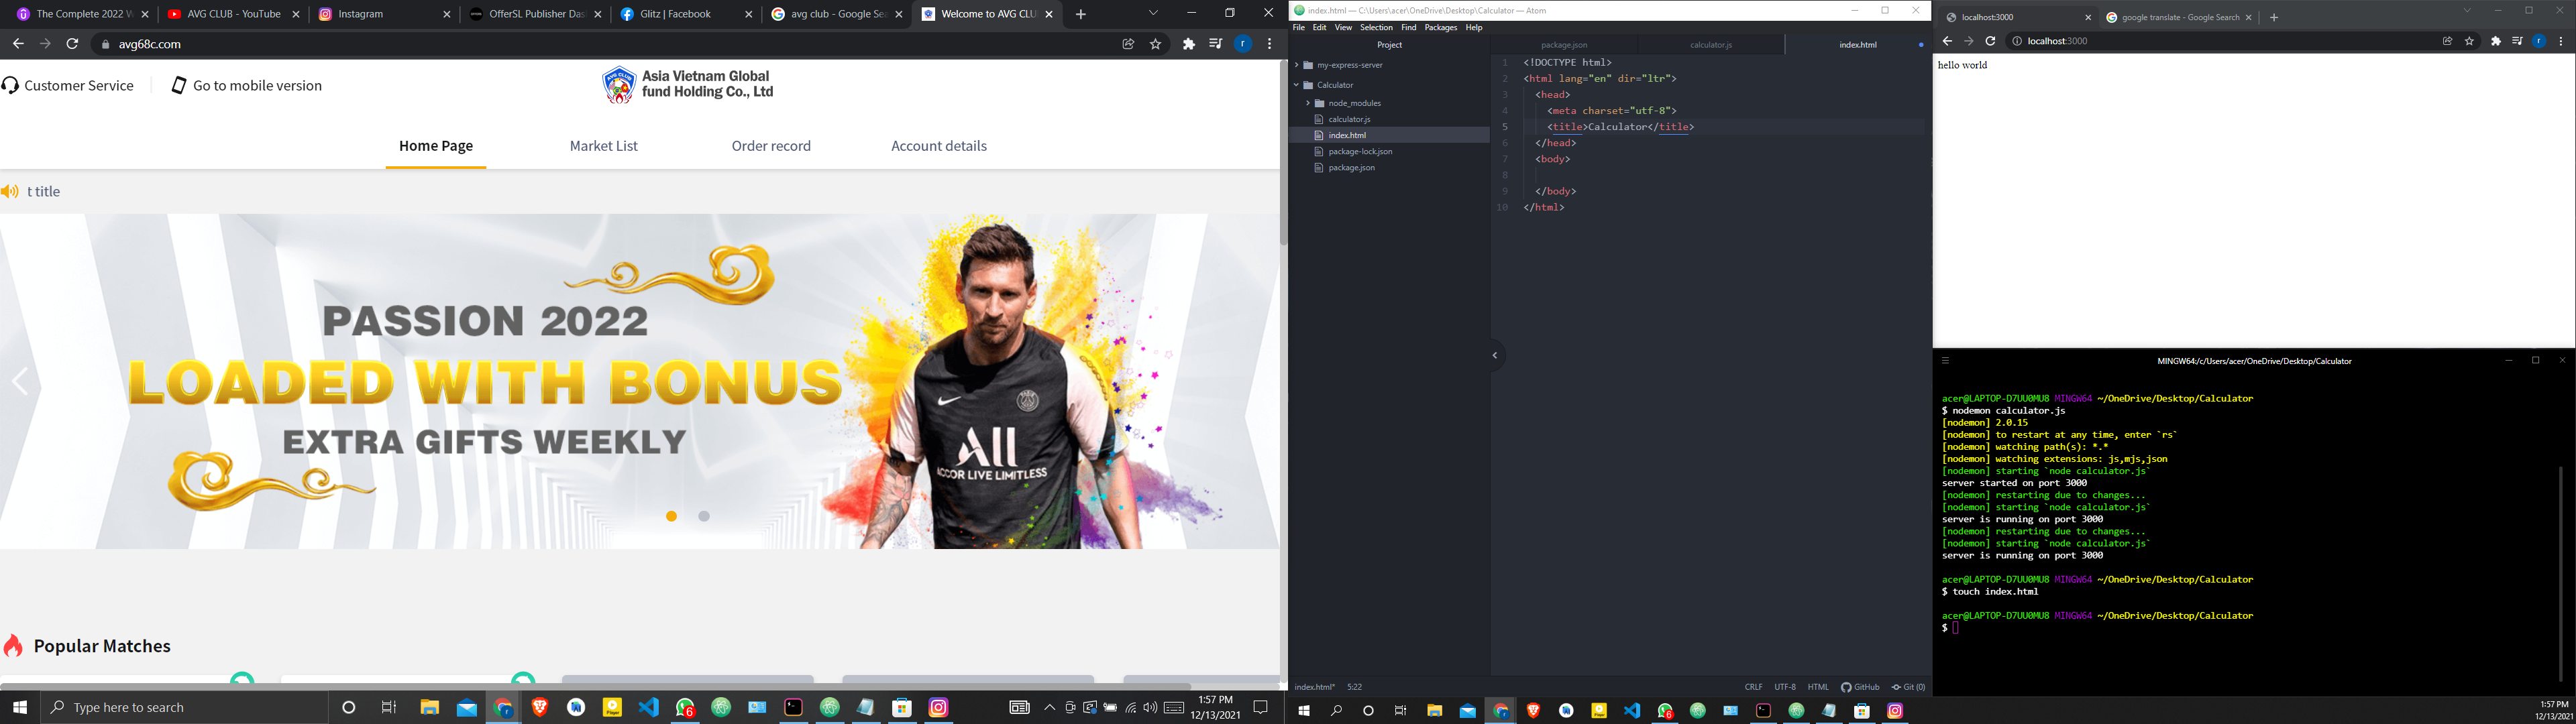 The Complete 2022 W
AVG CLUB - YouTube
Instagram
OfferSL Publisher Das
Glitz | Facebook
avg club - Google Sea
Welcome to AVG CLU
avg68c.com
r
Customer Service
Go to mobile version
AVG CLUB
Asia Vietnam Global
fund Holding Co., Ltd
Home Page
Market List
Order record
Account details
t title
PASSION 2022
LOADED WITH BONUS
EXTRA GIFTS WEEKLY
ALL
ACCOR LIVE LIMITLESS
Popular Matches
Type here to search
6
1:57 PM
12/13/2021
index.html — C:\Users\acer\OneDrive\Desktop\Calculator — Atom
File Edit View Selection Find Packages Help
Project
my-express-server
Calculator
node_modules
calculator.js
index.html
package-lock.json
package.json
package.json
calculator.js
index.html
1 <!DOCTYPE html>
2 <html lang="en" dir="ltr">
3 <head>
4 <meta charset="utf-8">
5 <title>Calculator</title>
6 </head>
7 <body>
8
9 </body>
10 </html>
index.html* 5:22
CRLF UTF-8 HTML GitHub Git (0)
localhost:3000
google translate - Google Search
localhost:3000
r
hello world
MINGW64:/c/Users/acer/OneDrive/Desktop/Calculator
acer@LAPTOP-D7UU0MU8 MINGW64 ~/OneDrive/Desktop/Calculator
$ nodemon calculator.js
[nodemon] 2.0.15
[nodemon] to restart at any time, enter `rs`
[nodemon] watching path(s): *.*
[nodemon] watching extensions: js,mjs,json
[nodemon] starting `node calculator.js`
server started on port 3000
[nodemon] restarting due to changes...
[nodemon] starting `node calculator.js`
server is running on port 3000
[nodemon] restarting due to changes...
[nodemon] starting `node calculator.js`
server is running on port 3000
acer@LAPTOP-D7UU0MU8 MINGW64 ~/OneDrive/Desktop/Calculator
$ touch index.html
acer@LAPTOP-D7UU0MU8 MINGW64 ~/OneDrive/Desktop/Calculator
$
6
1:57 PM
12/13/202